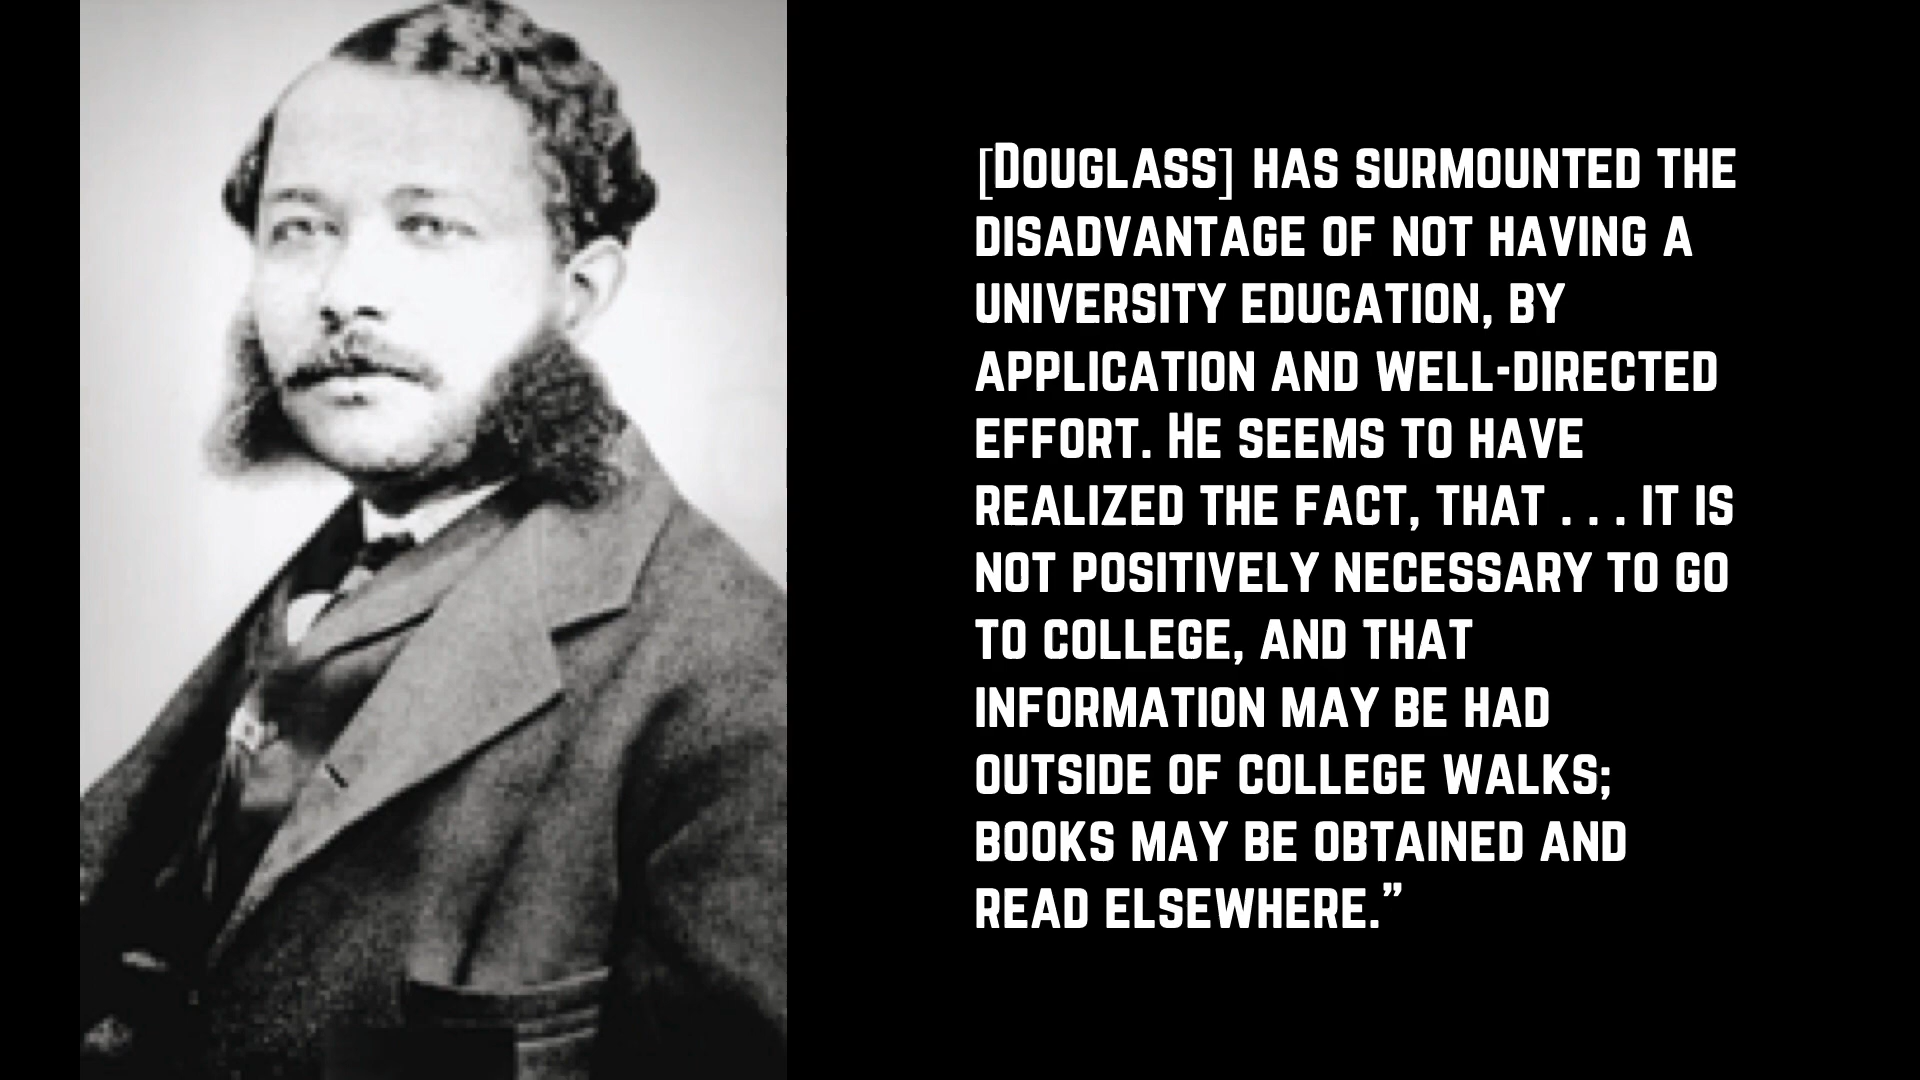 [Douglass] has surmounted the
disadvantage of not having a
university education, by
application and well-directed
effort. He seems to have
realized the fact, that . . . it is
not positively necessary to go
to college, and that
information may be had
outside of college walks;
books may be obtained and
read elsewhere.”